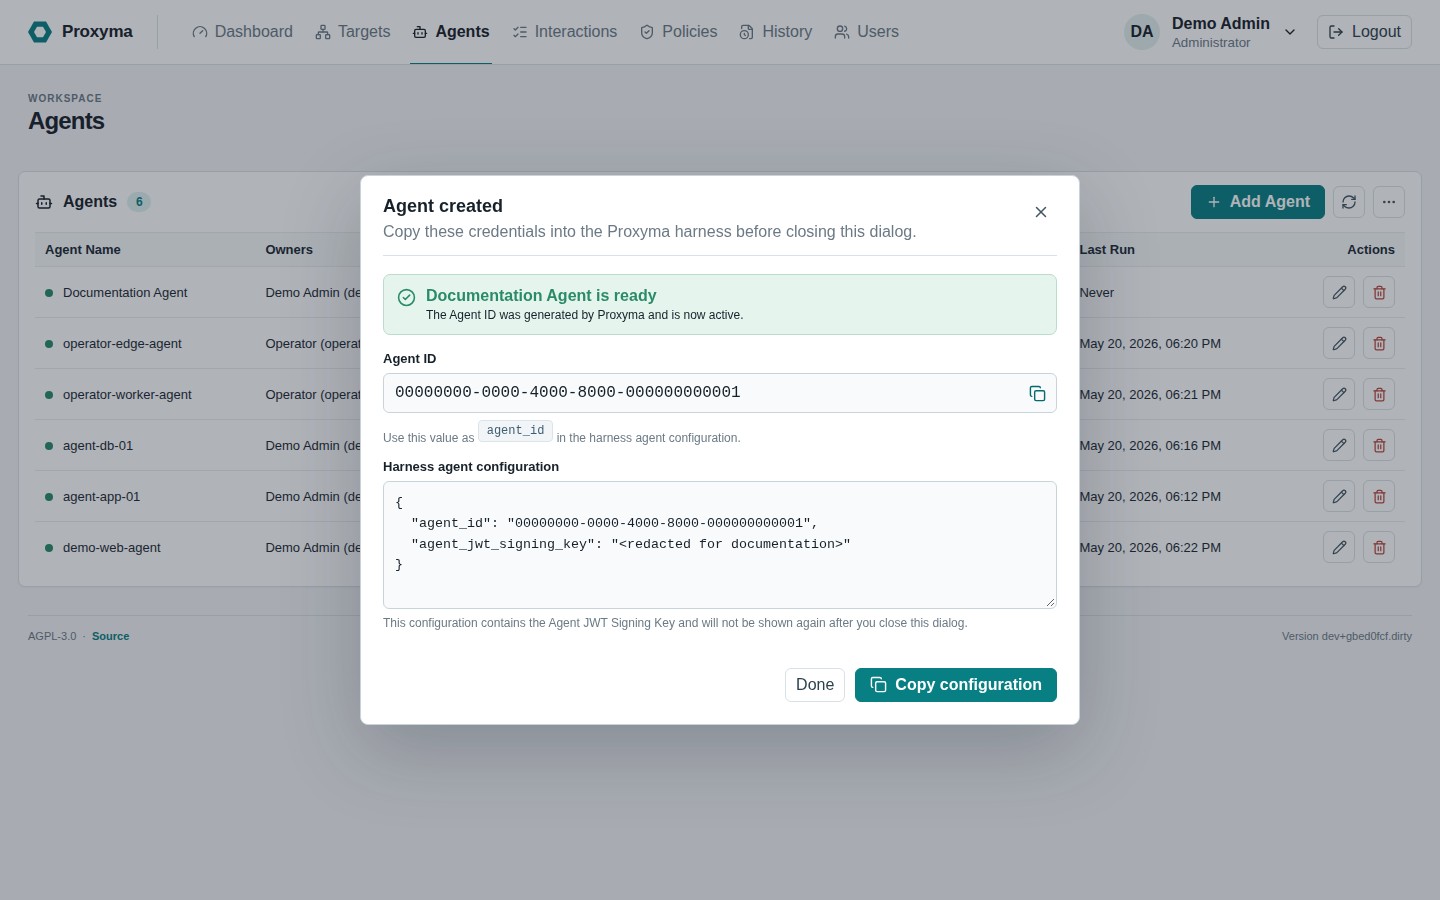 Proxyma
Dashboard
Targets
Agents
Interactions
Policies
History
Users
DA
Demo Admin
Administrator
Logout
WORKSPACE
Agents
Agents 6
Add Agent
Agent Name Owners Last Run Actions
Documentation Agent Demo Admin (de Never
operator-edge-agent Operator (operat May 20, 2026, 06:20 PM
operator-worker-agent Operator (operat May 20, 2026, 06:21 PM
agent-db-01 Demo Admin (de May 20, 2026, 06:16 PM
agent-app-01 Demo Admin (de May 20, 2026, 06:12 PM
demo-web-agent Demo Admin (de May 20, 2026, 06:22 PM
Agent created
Copy these credentials into the Proxyma harness before closing this dialog.
Documentation Agent is ready
The Agent ID was generated by Proxyma and is now active.
Agent ID
00000000-0000-4000-8000-000000000001
Use this value as agent_id in the harness agent configuration.
Harness agent configuration
{
"agent_id": "00000000-0000-4000-8000-000000000001",
"agent_jwt_signing_key": "<redacted for documentation>"
}
This configuration contains the Agent JWT Signing Key and will not be shown again after you close this dialog.
Done
Copy configuration
AGPL-3.0 · Source
Version dev+gbed0fcf.dirty